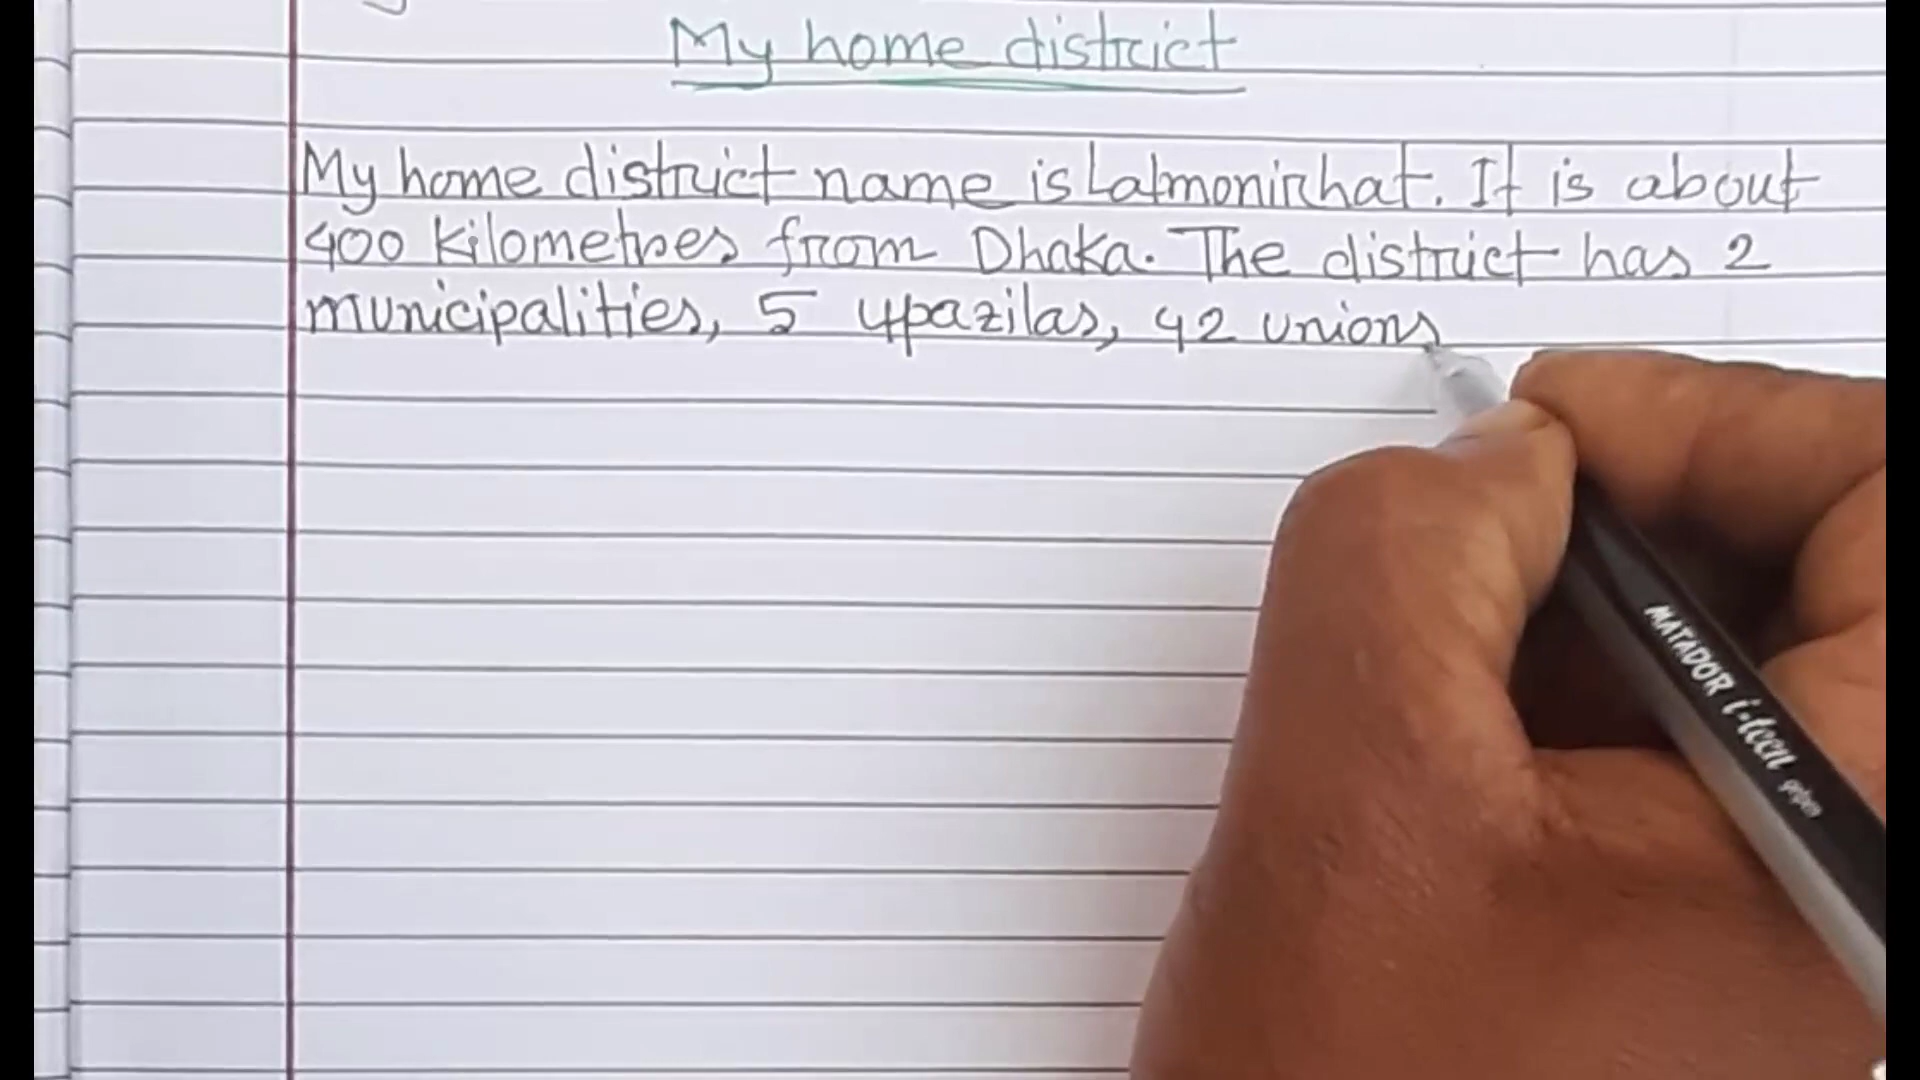 My home district
My home district name is Lalmonirhat. It is about
400 kilometres from Dhaka. The district has 2
municipalities, 5 upazilas, 42 unions
MATADOR i-teen